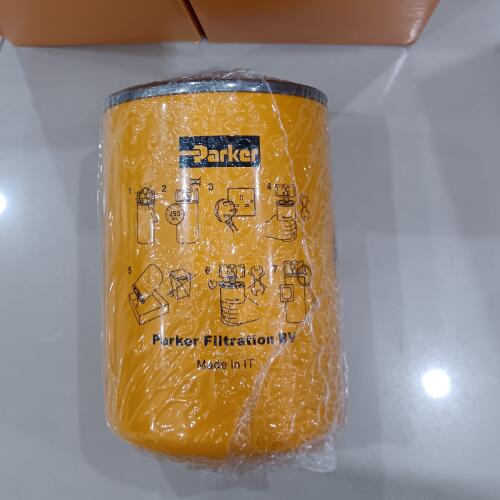 Parker
1 2 3 4
5 6 7
Parker Filtration BV
Made in IT